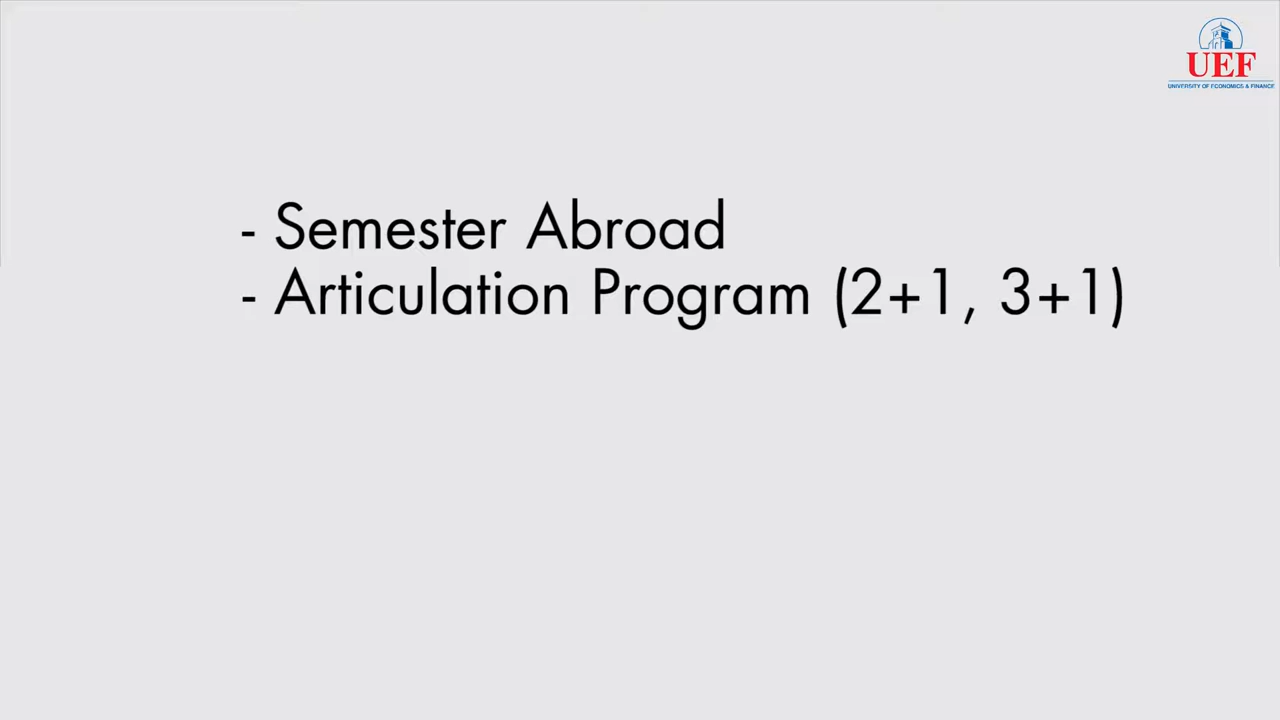 UEF
UNIVERSITY OF ECONOMICS & FINANCE
- Semester Abroad
- Articulation Program (2+1, 3+1)